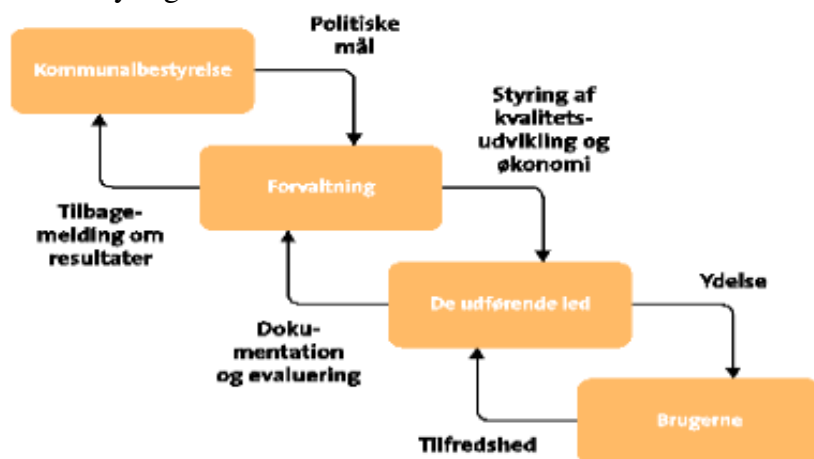 Politiske
mål
Kommunalbestyrelse
Styring af
kvalitets-
udvikling og
økonomi
Forvaltning
Tilbage-
melding om
resultater
De udførende led
Ydelse
Doku-
mentation
og evaluering
Brugerne
Tilfredshed